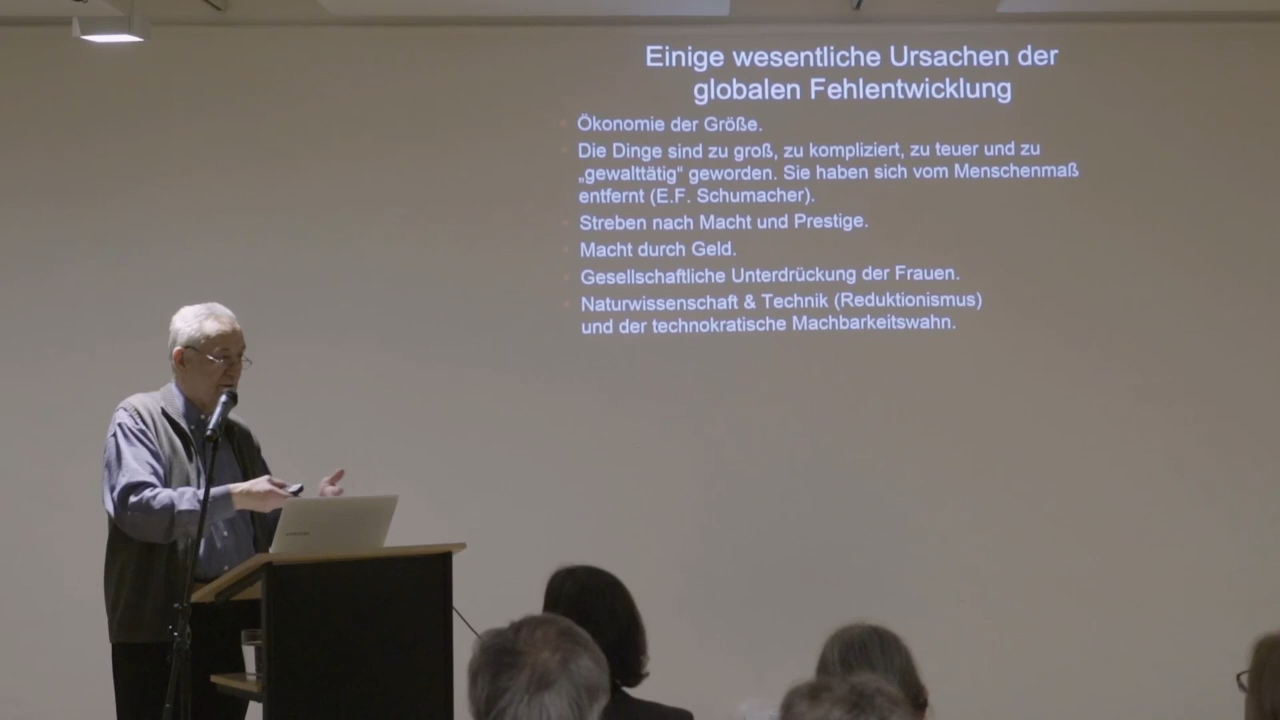 Einige wesentliche Ursachen der
globalen Fehlentwicklung
Ökonomie der Größe.
Die Dinge sind zu groß, zu kompliziert, zu teuer und zu
„gewalttätig“ geworden. Sie haben sich vom Menschenmaß
entfernt (E.F. Schumacher).
Streben nach Macht und Prestige.
Macht durch Geld.
Gesellschaftliche Unterdrückung der Frauen.
Naturwissenschaft & Technik (Reduktionismus)
und der technokratische Machbarkeitswahn.